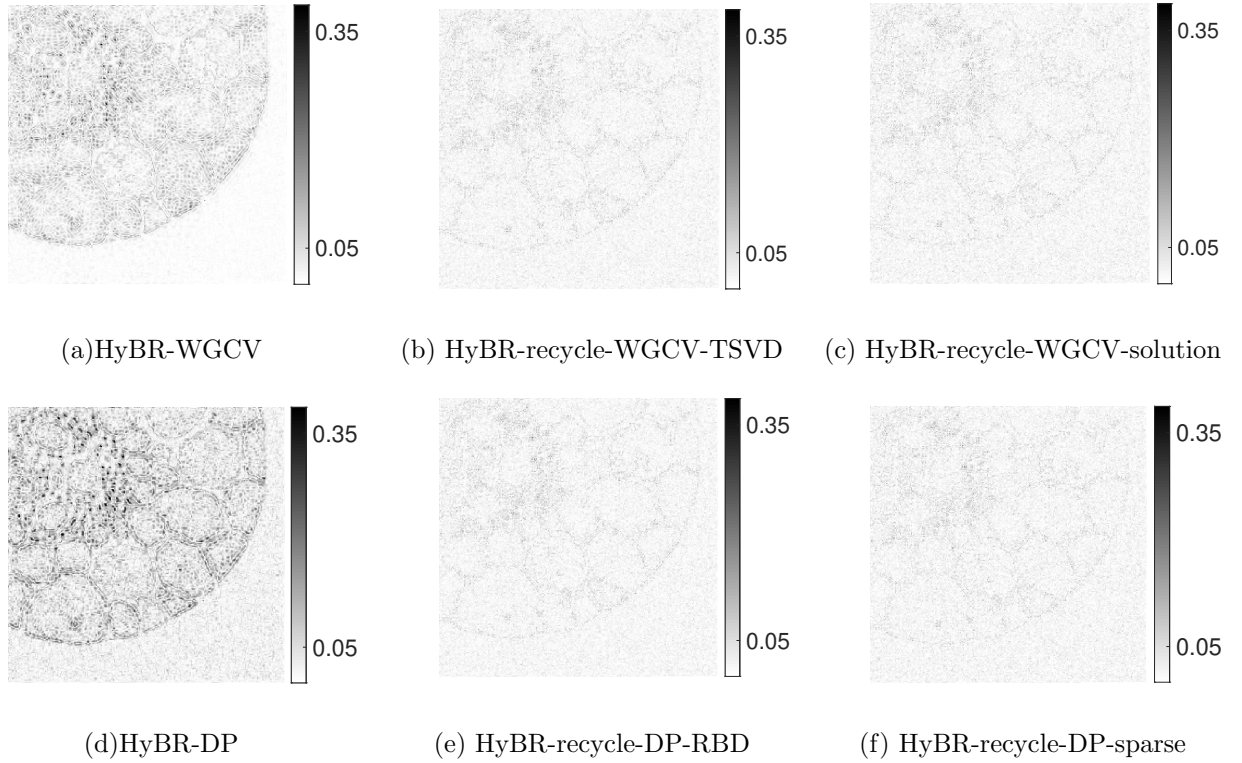 0.35
0.05
0.35
0.05
0.35
0.05
(a)HyBR-WGCV
(b) HyBR-recycle-WGCV-TSVD
(c) HyBR-recycle-WGCV-solution
0.35
0.05
0.35
0.05
0.35
0.05
(d)HyBR-DP
(e) HyBR-recycle-DP-RBD
(f) HyBR-recycle-DP-sparse